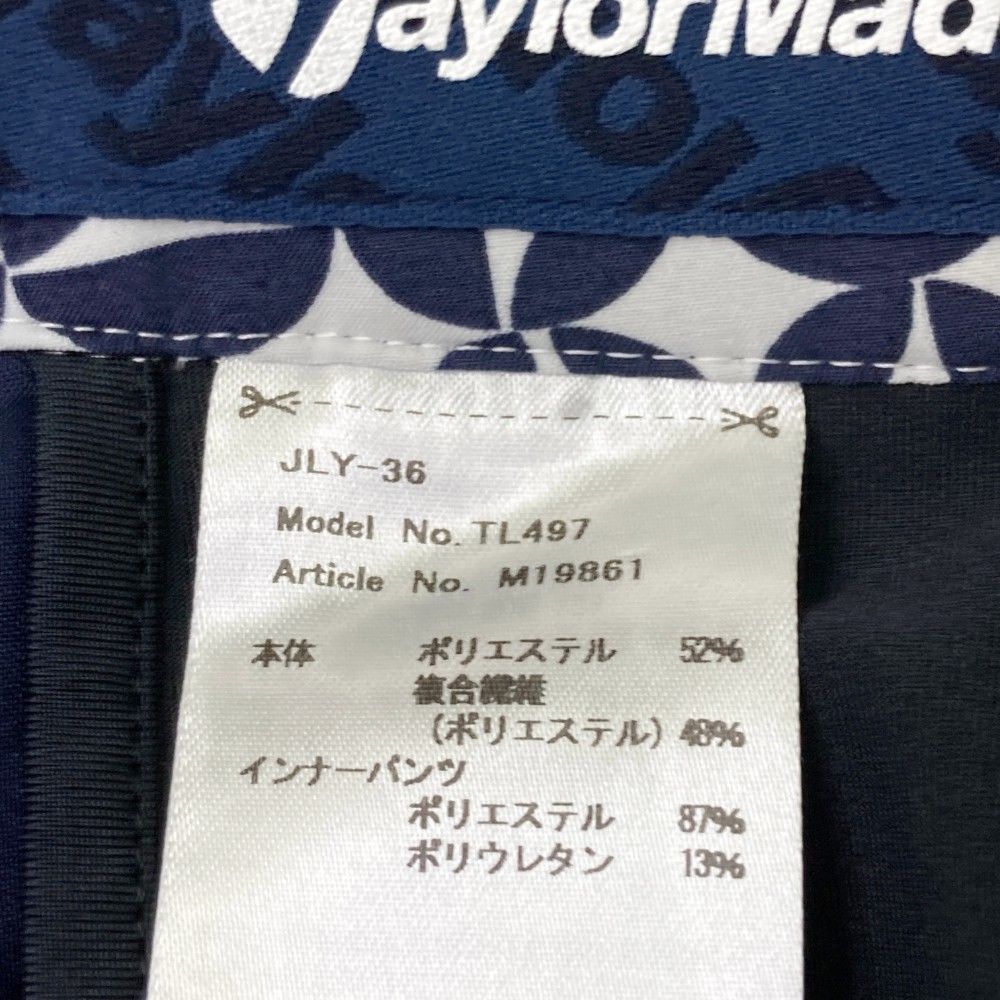 TaylorMad
JLY-36
Model No. TL497
Article No. M19861
本体 ポリエステル 52%
複合繊維
(ポリエステル) 48%
インナーパンツ
ポリエステル 87%
ポリウレタン 13%